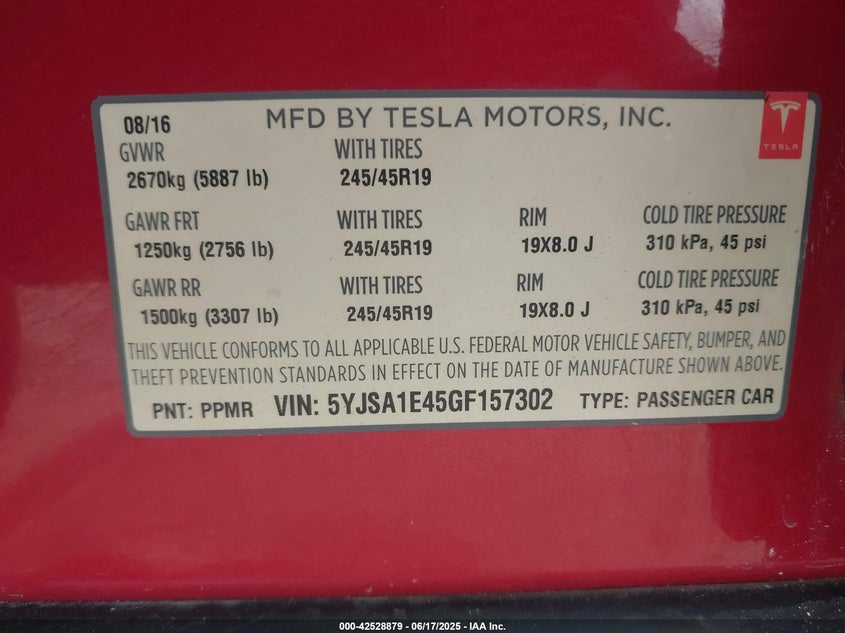 08/16 MFD BY TESLA MOTORS, INC.
TESLA
GVWR WITH TIRES
2670kg (5887 lb) 245/45R19
GAWR FRT WITH TIRES RIM COLD TIRE PRESSURE
1250kg (2756 lb) 245/45R19 19X8.0 J 310 kPa, 45 psi
GAWR RR WITH TIRES RIM COLD TIRE PRESSURE
1500kg (3307 lb) 245/45R19 19X8.0 J 310 kPa, 45 psi
THIS VEHICLE CONFORMS TO ALL APPLICABLE U.S. FEDERAL MOTOR VEHICLE SAFETY, BUMPER, AND
THEFT PREVENTION STANDARDS IN EFFECT ON THE DATE OF MANUFACTURE SHOWN ABOVE.
PNT: PPMR VIN: 5YJSA1E45GF157302 TYPE: PASSENGER CAR
000-42528879 - 06/17/2025 - IAA Inc.